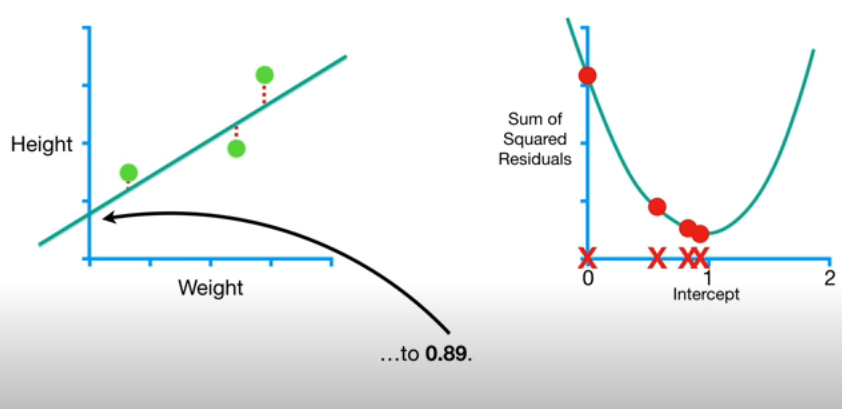 Height
Weight
...to 0.89.
Sum of
Squared
Residuals
X X X X
0 1 2
Intercept